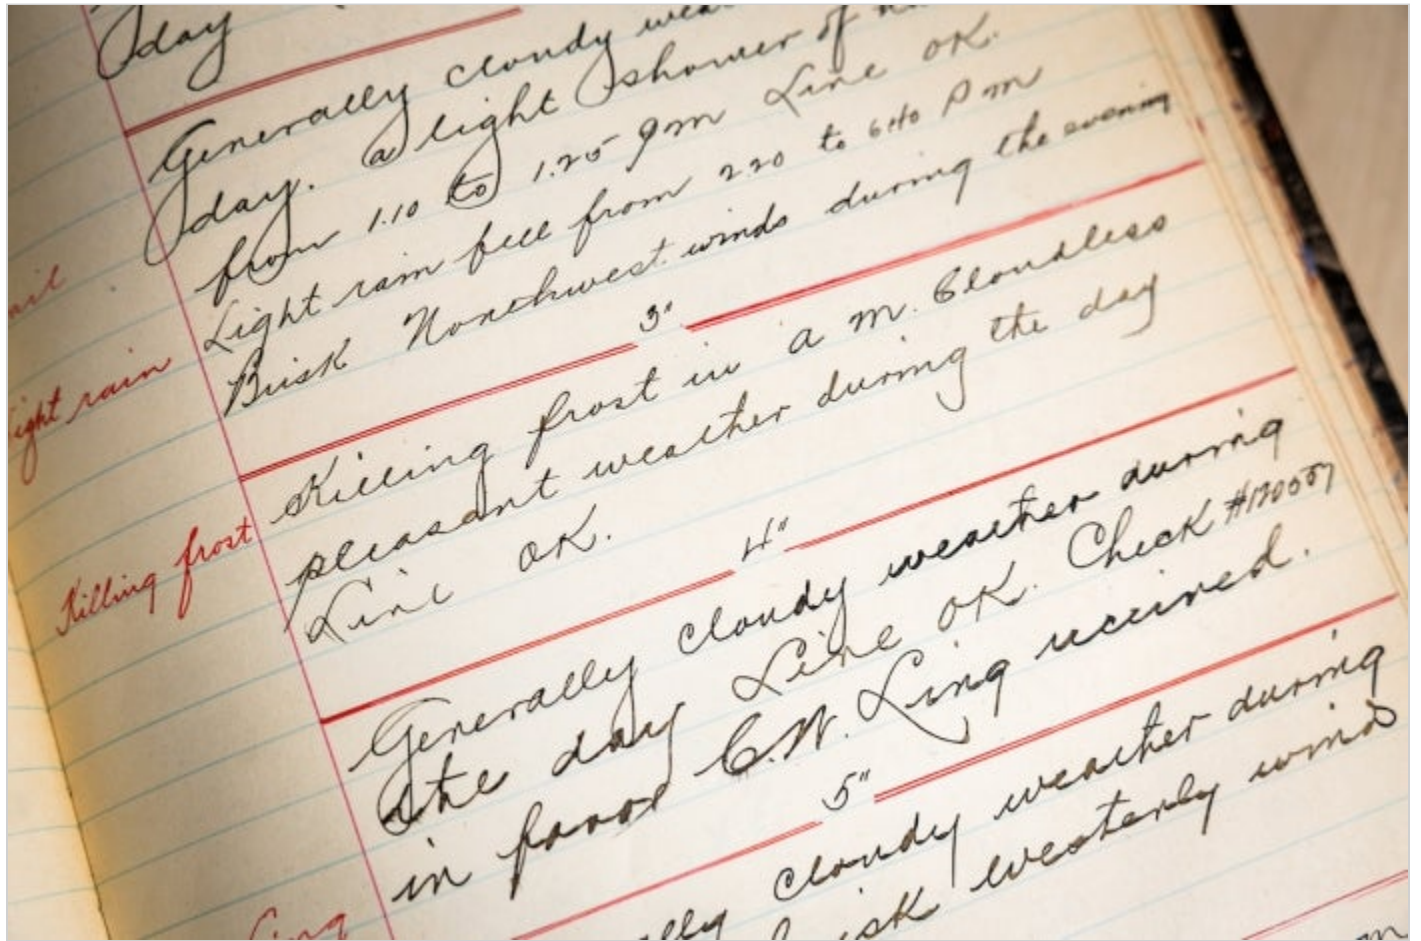 day
Generally cloudy
day. a light shower of
from 1.10 to 1.25 Pm Line OK.
Light rain fell from 2.20 to 6.40 Pm
Brisk Northwest winds during the evening
ight rain
3"
Killing frost in a m. Cloudless
pleasant weather during the day
Line OK.
Killing frost
4"
Generally cloudy weather during
the day Line OK. Check
in favor C.W. Ling received.
5"
cloudy weather during
westerly winds